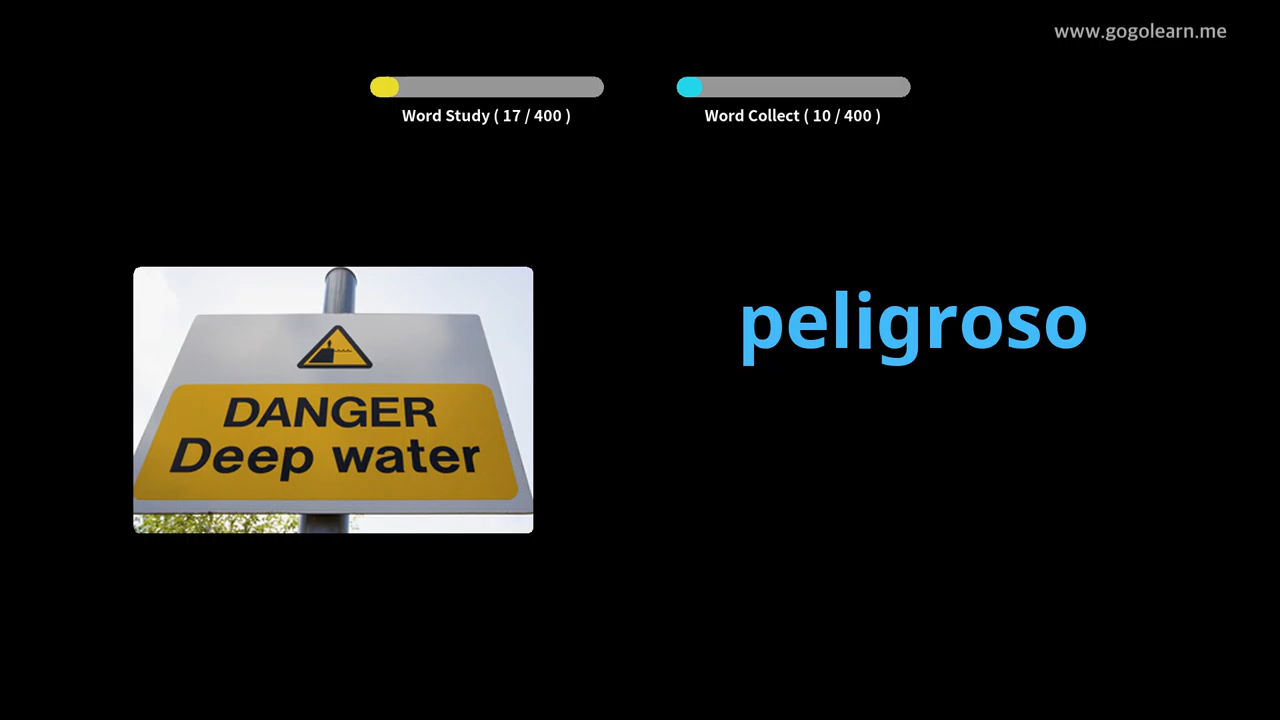 www.gogolearn.me
Word Study ( 17 / 400 )
Word Collect ( 10 / 400 )
DANGER
Deep water
peligroso